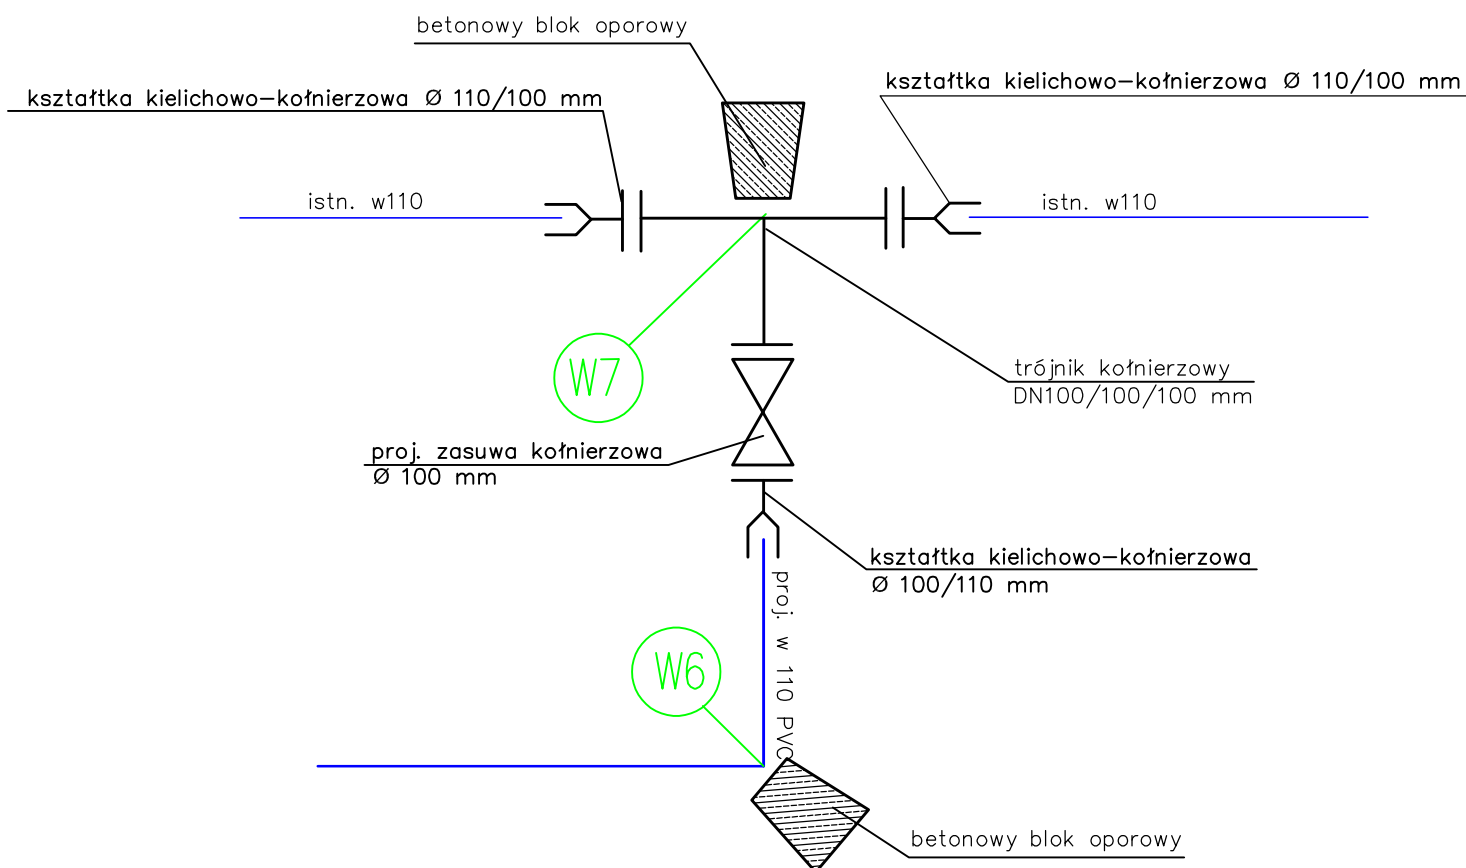 betonowy blok oporowy
kształtka kielichowo-kołnierzowa Ø 110/100 mm
kształtka kielichowo-kołnierzowa Ø 110/100 mm
istn. w110
istn. w110
W7
trójnik kołnierzowy
DN100/100/100 mm
proj. zasuwa kołnierzowa
Ø 100 mm
kształtka kielichowo-kołnierzowa
Ø 100/110 mm
proj. w 110 PVC
W6
betonowy blok oporowy